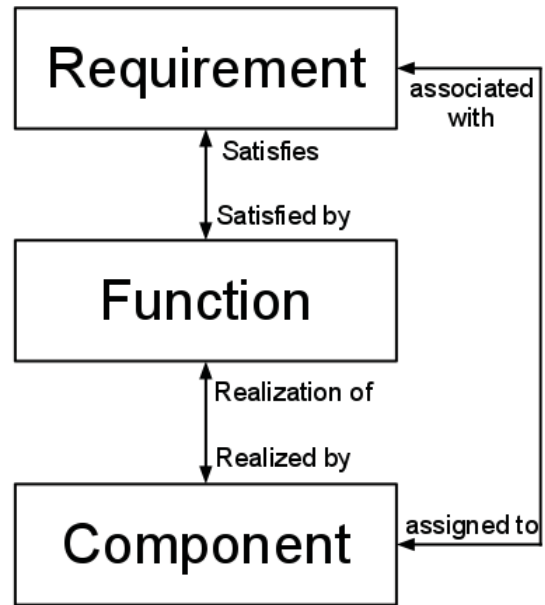 Requirement
associated
with
Satisfies
Satisfied by
Function
Realization of
Realized by
Component
assigned to